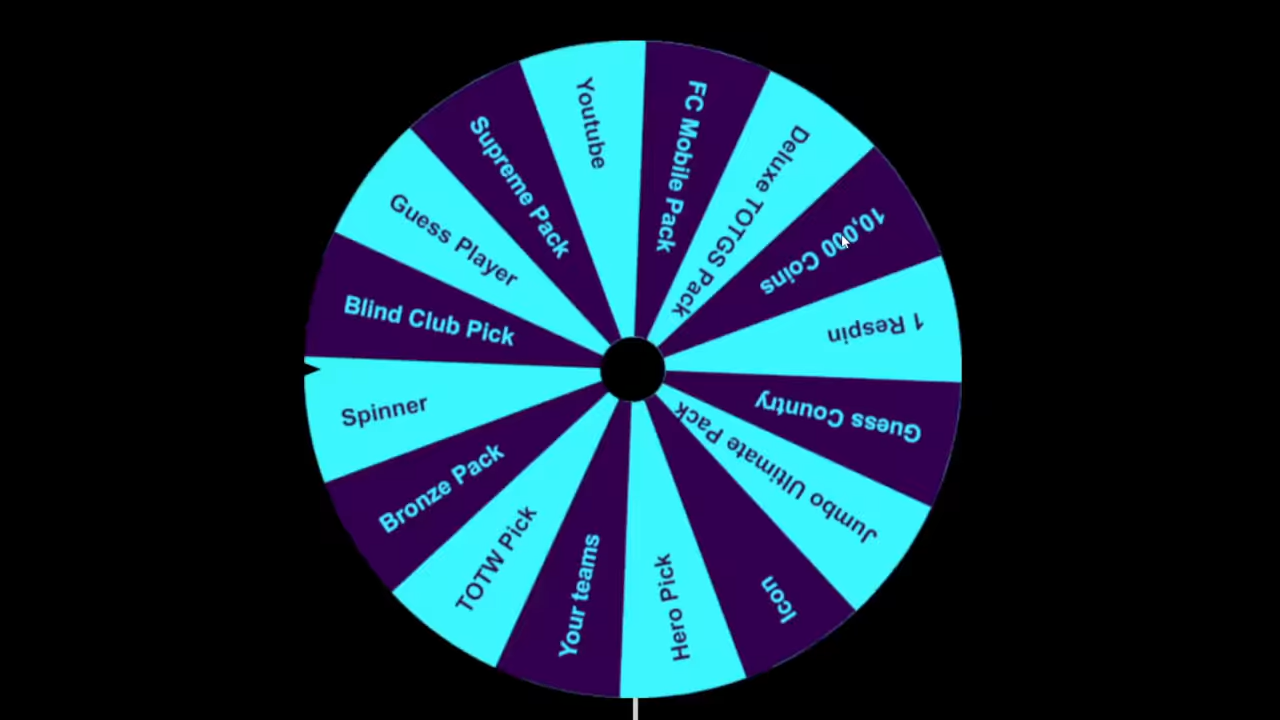 Youtube
FC Mobile Pack
Deluxe TOTGS Pack
10,000 Coins
1 Respin
Guess Country
Jumbo Ultimate Pack
Icon
Hero Pick
Your teams
TOTW Pick
Bronze Pack
Spinner
Blind Club Pick
Guess Player
Supreme Pack